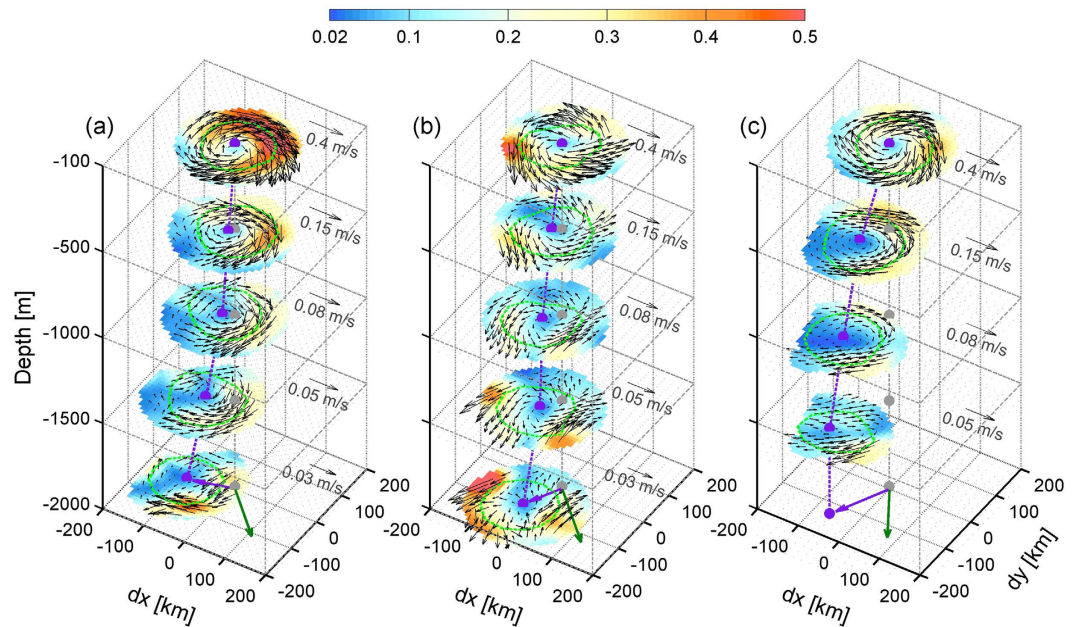 0.02 0.1 0.2 0.3 0.4 0.5
(a) (b) (c)
0.4 m/s 0.4 m/s 0.4 m/s
-100
0.15 m/s 0.15 m/s 0.15 m/s
-500
0.08 m/s 0.08 m/s 0.08 m/s
-1000
0.05 m/s 0.05 m/s 0.05 m/s
-1500
0.03 m/s 0.03 m/s
-2000
Depth [m]
-200 -100 0 100 200
dx [km]
-200 -100 0 100 200
-200 -100 0 100 200
dx [km]
-200 -100 0 100 200
-200 -100 0 100 200
dx [km]
-200 -100 0 100 200
dy [km]